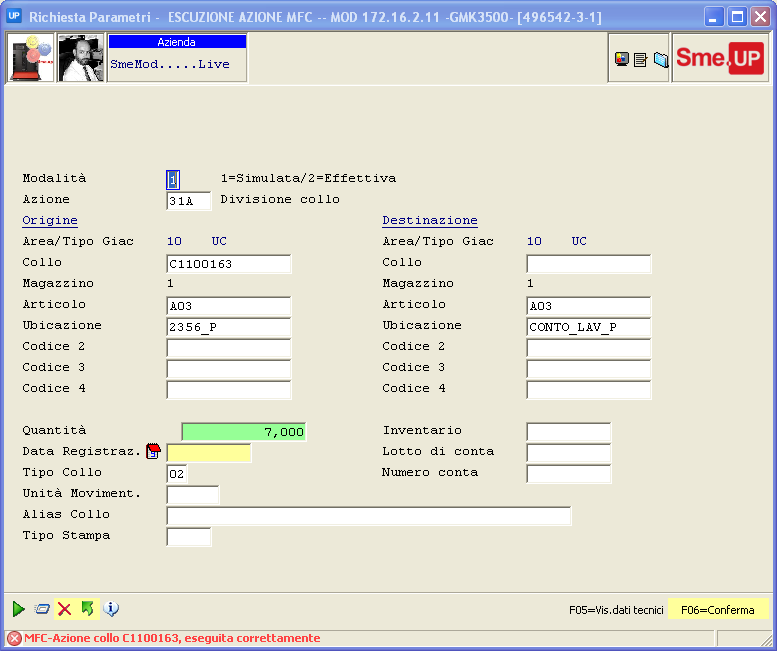 UP Richiesta Parametri - ESCUZIONE AZIONE MFC -- MOD 172.16.2.11 -GMK3500- [496542-3-1]
Azienda
SmeMod.....Live
Sme.UP
Modalità 1 1=Simulata/2=Effettiva
Azione 31A Divisione collo
Origine Destinazione
Area/Tipo Giac 10 UC Area/Tipo Giac 10 UC
Collo C1100163 Collo
Magazzino 1 Magazzino 1
Articolo A03 Articolo A03
Ubicazione 2356_P Ubicazione CONTO_LAV_P
Codice 2 Codice 2
Codice 3 Codice 3
Codice 4 Codice 4
Quantità 7,000 Inventario
Data Registraz. Lotto di conta
Tipo Collo 02 Numero conta
Unità Moviment.
Alias Collo
Tipo Stampa
F05=Vis.dati tecnici F06=Conferma
MFC-Azione collo C1100163, eseguita correttamente